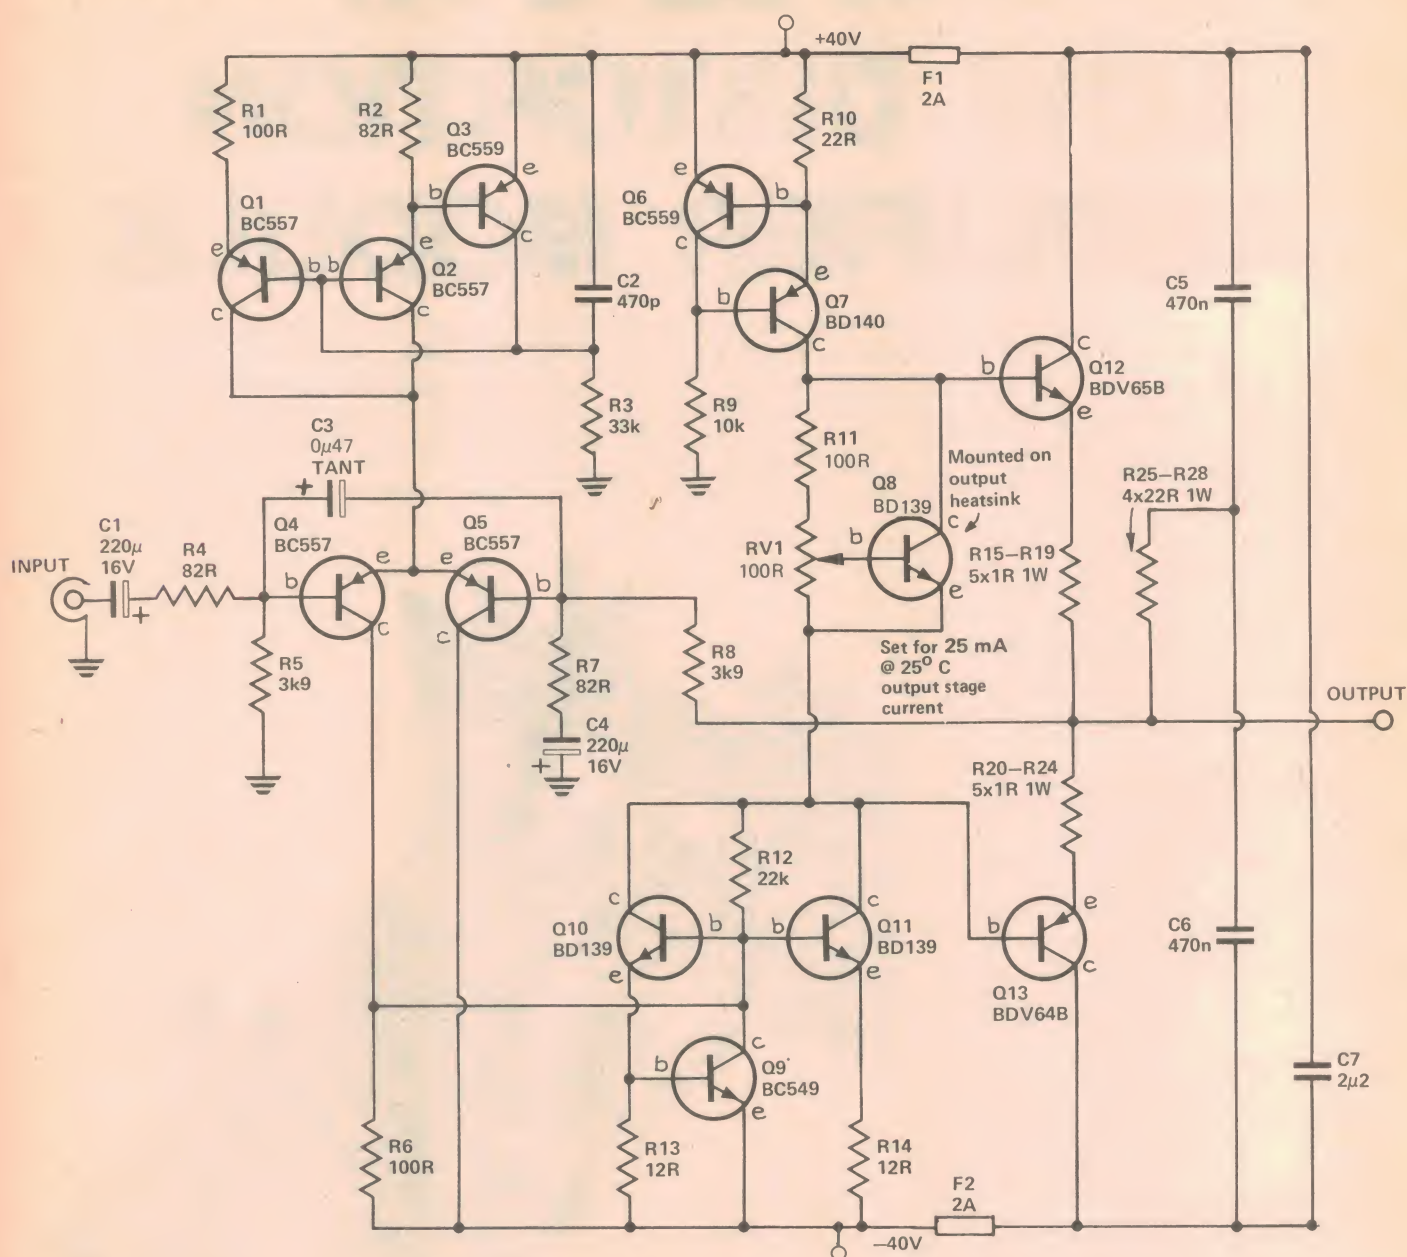 +40V
F1
2A
R1
100R
R2
82R
Q3
BC559
e
b
c
R10
22R
e
Q6
BC559
b
c
Q1
BC557
e
b
c
b
e
Q2
BC557
c
C2
470p
e
b
Q7
BD140
c
C5
470n
c
b
Q12
BDV65B
e
R3
33k
R9
10k
R11
100R
Mounted on
output
heatsink
C3
0µ47
TANT
+
Q8
BD139
c
b
e
R25–R28
4x22R 1W
INPUT
C1
220µ
16V
+
R4
82R
Q4
BC557
e
b
c
Q5
BC557
e
b
c
RV1
100R
R15–R19
5x1R 1W
R5
3k9
R7
82R
R8
3k9
Set for 25 mA
@ 25° C
output stage
current
OUTPUT
C4
220µ
16V
+
R20–R24
5x1R 1W
R12
22k
c
Q10
BD139
b
e
c
b
Q11
BD139
e
e
b
c
Q13
BDV64B
C6
470n
c
b
Q9
BC549
e
C7
2µ2
R6
100R
R13
12R
R14
12R
F2
2A
–40V